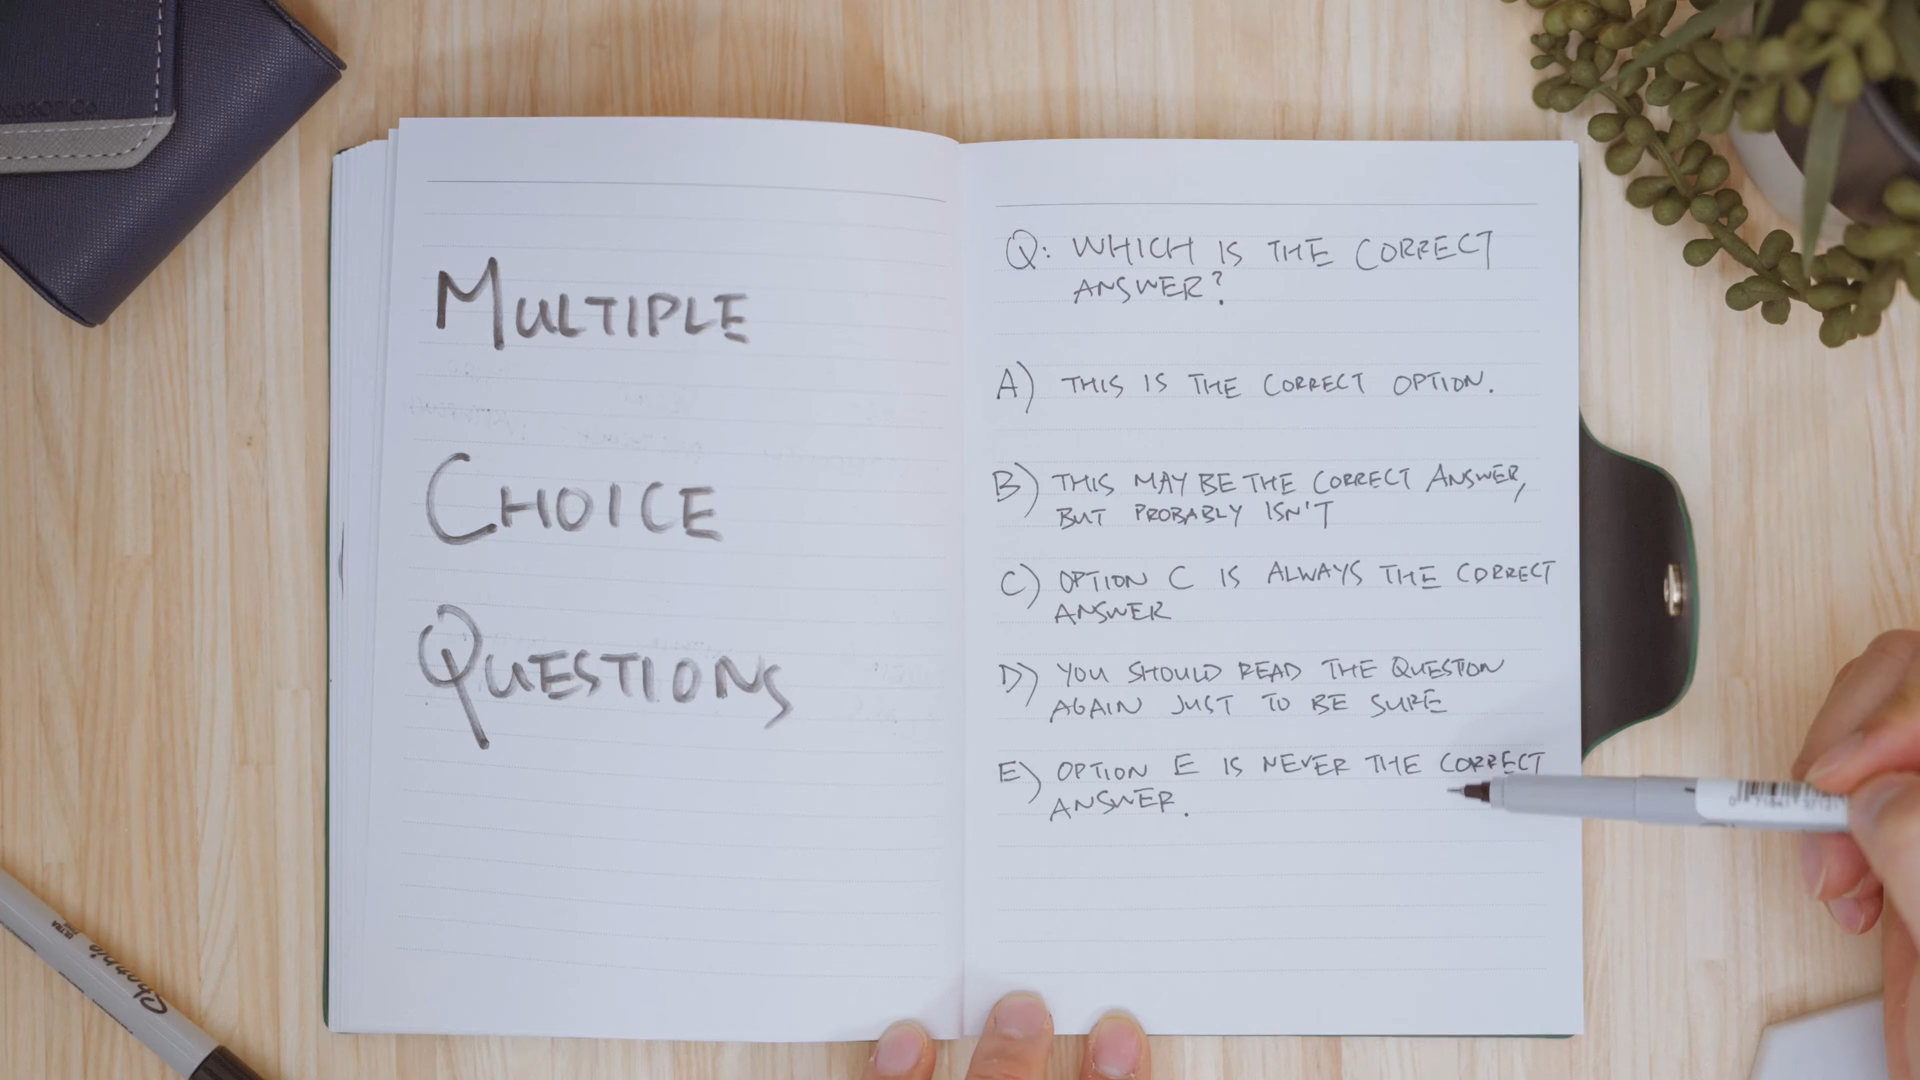 MULTIPLE
CHOICE
QUESTIONS
Q: WHICH IS THE CORRECT
ANSWER?
A) THIS IS THE CORRECT OPTION.
B) THIS MAY BE THE CORRECT ANSWER,
BUT PROBABLY ISN'T
C) OPTION C IS ALWAYS THE CORRECT
ANSWER
D) YOU SHOULD READ THE QUESTION
AGAIN JUST TO BE SURE
E) OPTION E IS NEVER THE CORRECT
ANSWER.
Sharpie
ULTRA